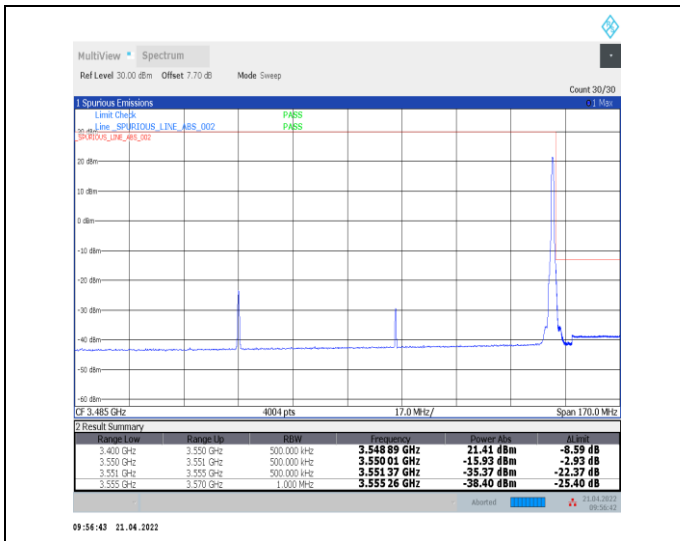 MultiView * Spectrum
Ref Level 30.00 dBm Offset 7.70 dB Mode Sweep
Count 30/30
1 Spurious Emissions 1 Max
Limit Check PASS
Line _SPURIOUS_LINE_ABS_002 PASS
_SPURIOUS_LINE_ABS_002
20 dBm
10 dBm
0 dBm
-10 dBm
-20 dBm
-30 dBm
-40 dBm
-50 dBm
-60 dBm
CF 3.485 GHz 4004 pts 17.0 MHz/ Span 170.0 MHz
2 Result Summary
Range Low Range Up RBW Frequency Power Abs ΔLimit
3.400 GHz 3.550 GHz 500.000 kHz 3.548 89 GHz 21.41 dBm -8.59 dB
3.550 GHz 3.551 GHz 500.000 kHz 3.550 01 GHz -15.93 dBm -2.93 dB
3.551 GHz 3.555 GHz 500.000 kHz 3.551 37 GHz -35.37 dBm -22.37 dB
3.555 GHz 3.570 GHz 1.000 MHz 3.555 26 GHz -38.40 dBm -25.40 dB
Aborted 21.04.2022
09:56:42
09:56:43 21.04.2022